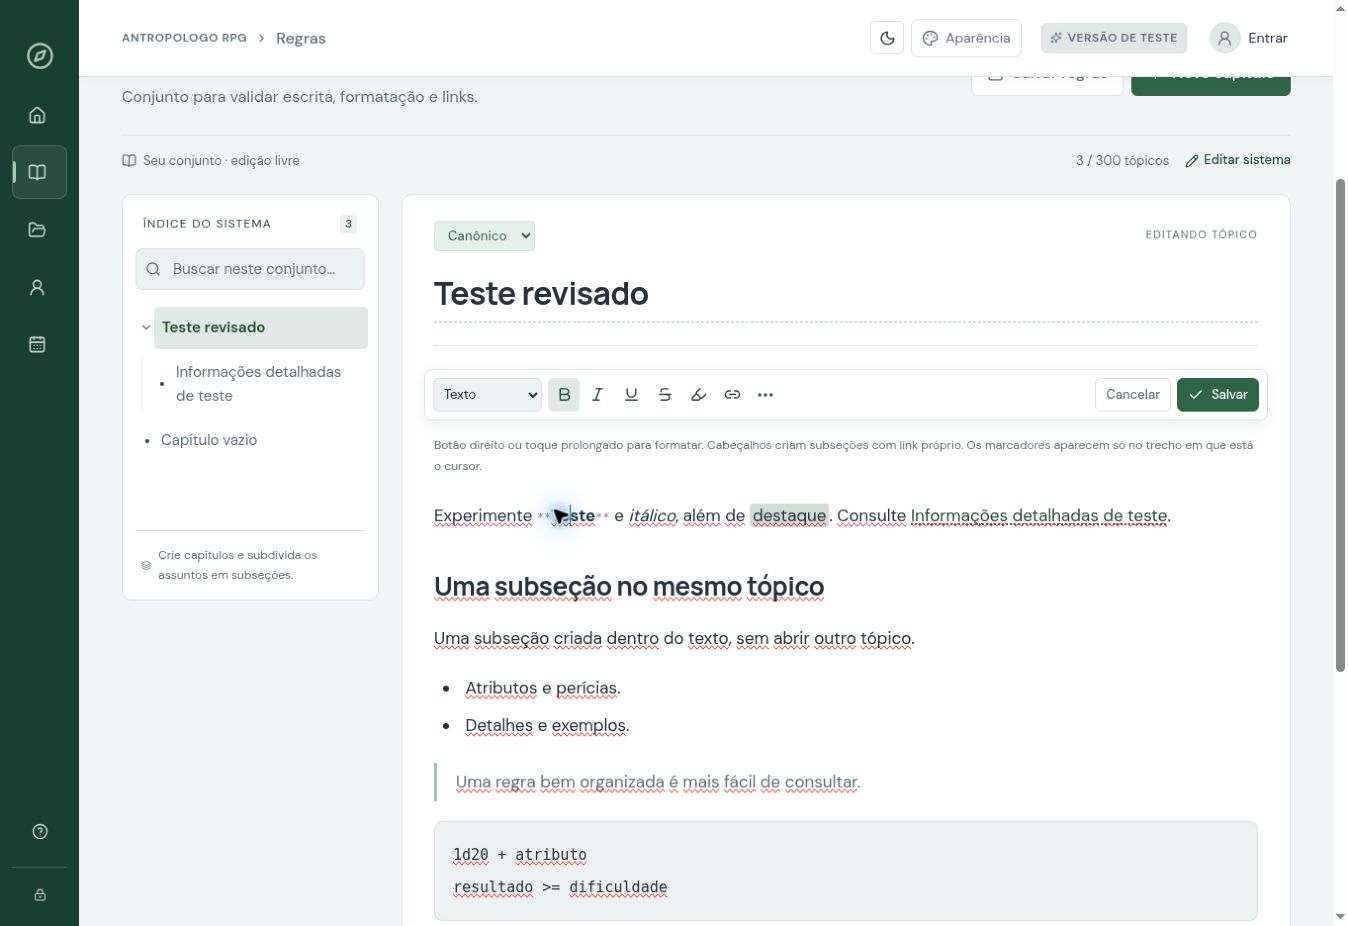 ANTROPOLOGO RPG > Regras
Aparência
VERSÃO DE TESTE
Entrar
Conjunto para validar escrita, formatação e links.
Seu conjunto · edição livre
3 / 300 tópicos
Editar sistema
ÍNDICE DO SISTEMA
3
Buscar neste conjunto...
Teste revisado
Informações detalhadas
de teste
Capítulo vazio
Crie capítulos e subdivida os
assuntos em subseções.
Canônico
EDITANDO TÓPICO
Teste revisado
Texto
B I U S
Cancelar
Salvar
Botão direito ou toque prolongado para formatar. Cabeçalhos criam subseções com link próprio. Os marcadores aparecem só no trecho em que está
o cursor.
Experimente ** ste** e itálico, além de destaque. Consulte Informações detalhadas de teste.
Uma subseção no mesmo tópico
Uma subseção criada dentro do texto, sem abrir outro tópico.
• Atributos e perícias.
• Detalhes e exemplos.
Uma regra bem organizada é mais fácil de consultar.
1d20 + atributo
resultado >= dificuldade